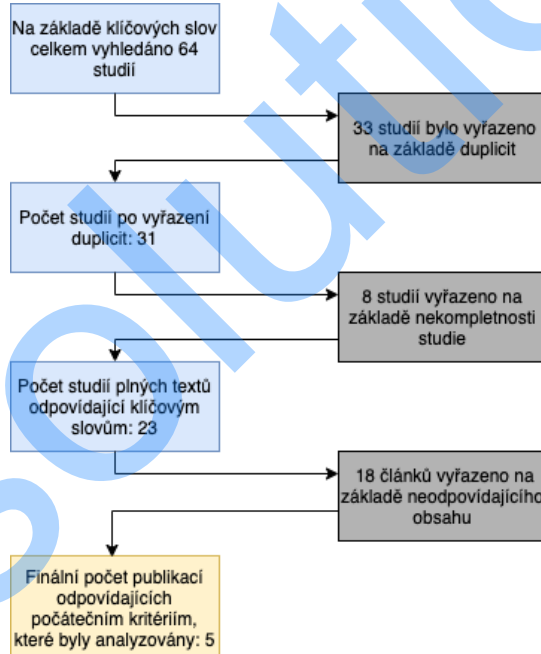 Na základě klíčových slov
celkem vyhledáno 64
studií
33 studií bylo vyřazeno
na základě duplicit
Počet studií po vyřazení
duplicit: 31
8 studií vyřazeno na
základě nekompletnosti
studie
Počet studií plných textů
odpovídající klíčovým
slovům: 23
18 článků vyřazeno na
základě neodpovídajícího
obsahu
Finální počet publikací
odpovídajících
počátečním kritériím,
které byly analyzovány: 5
solutio